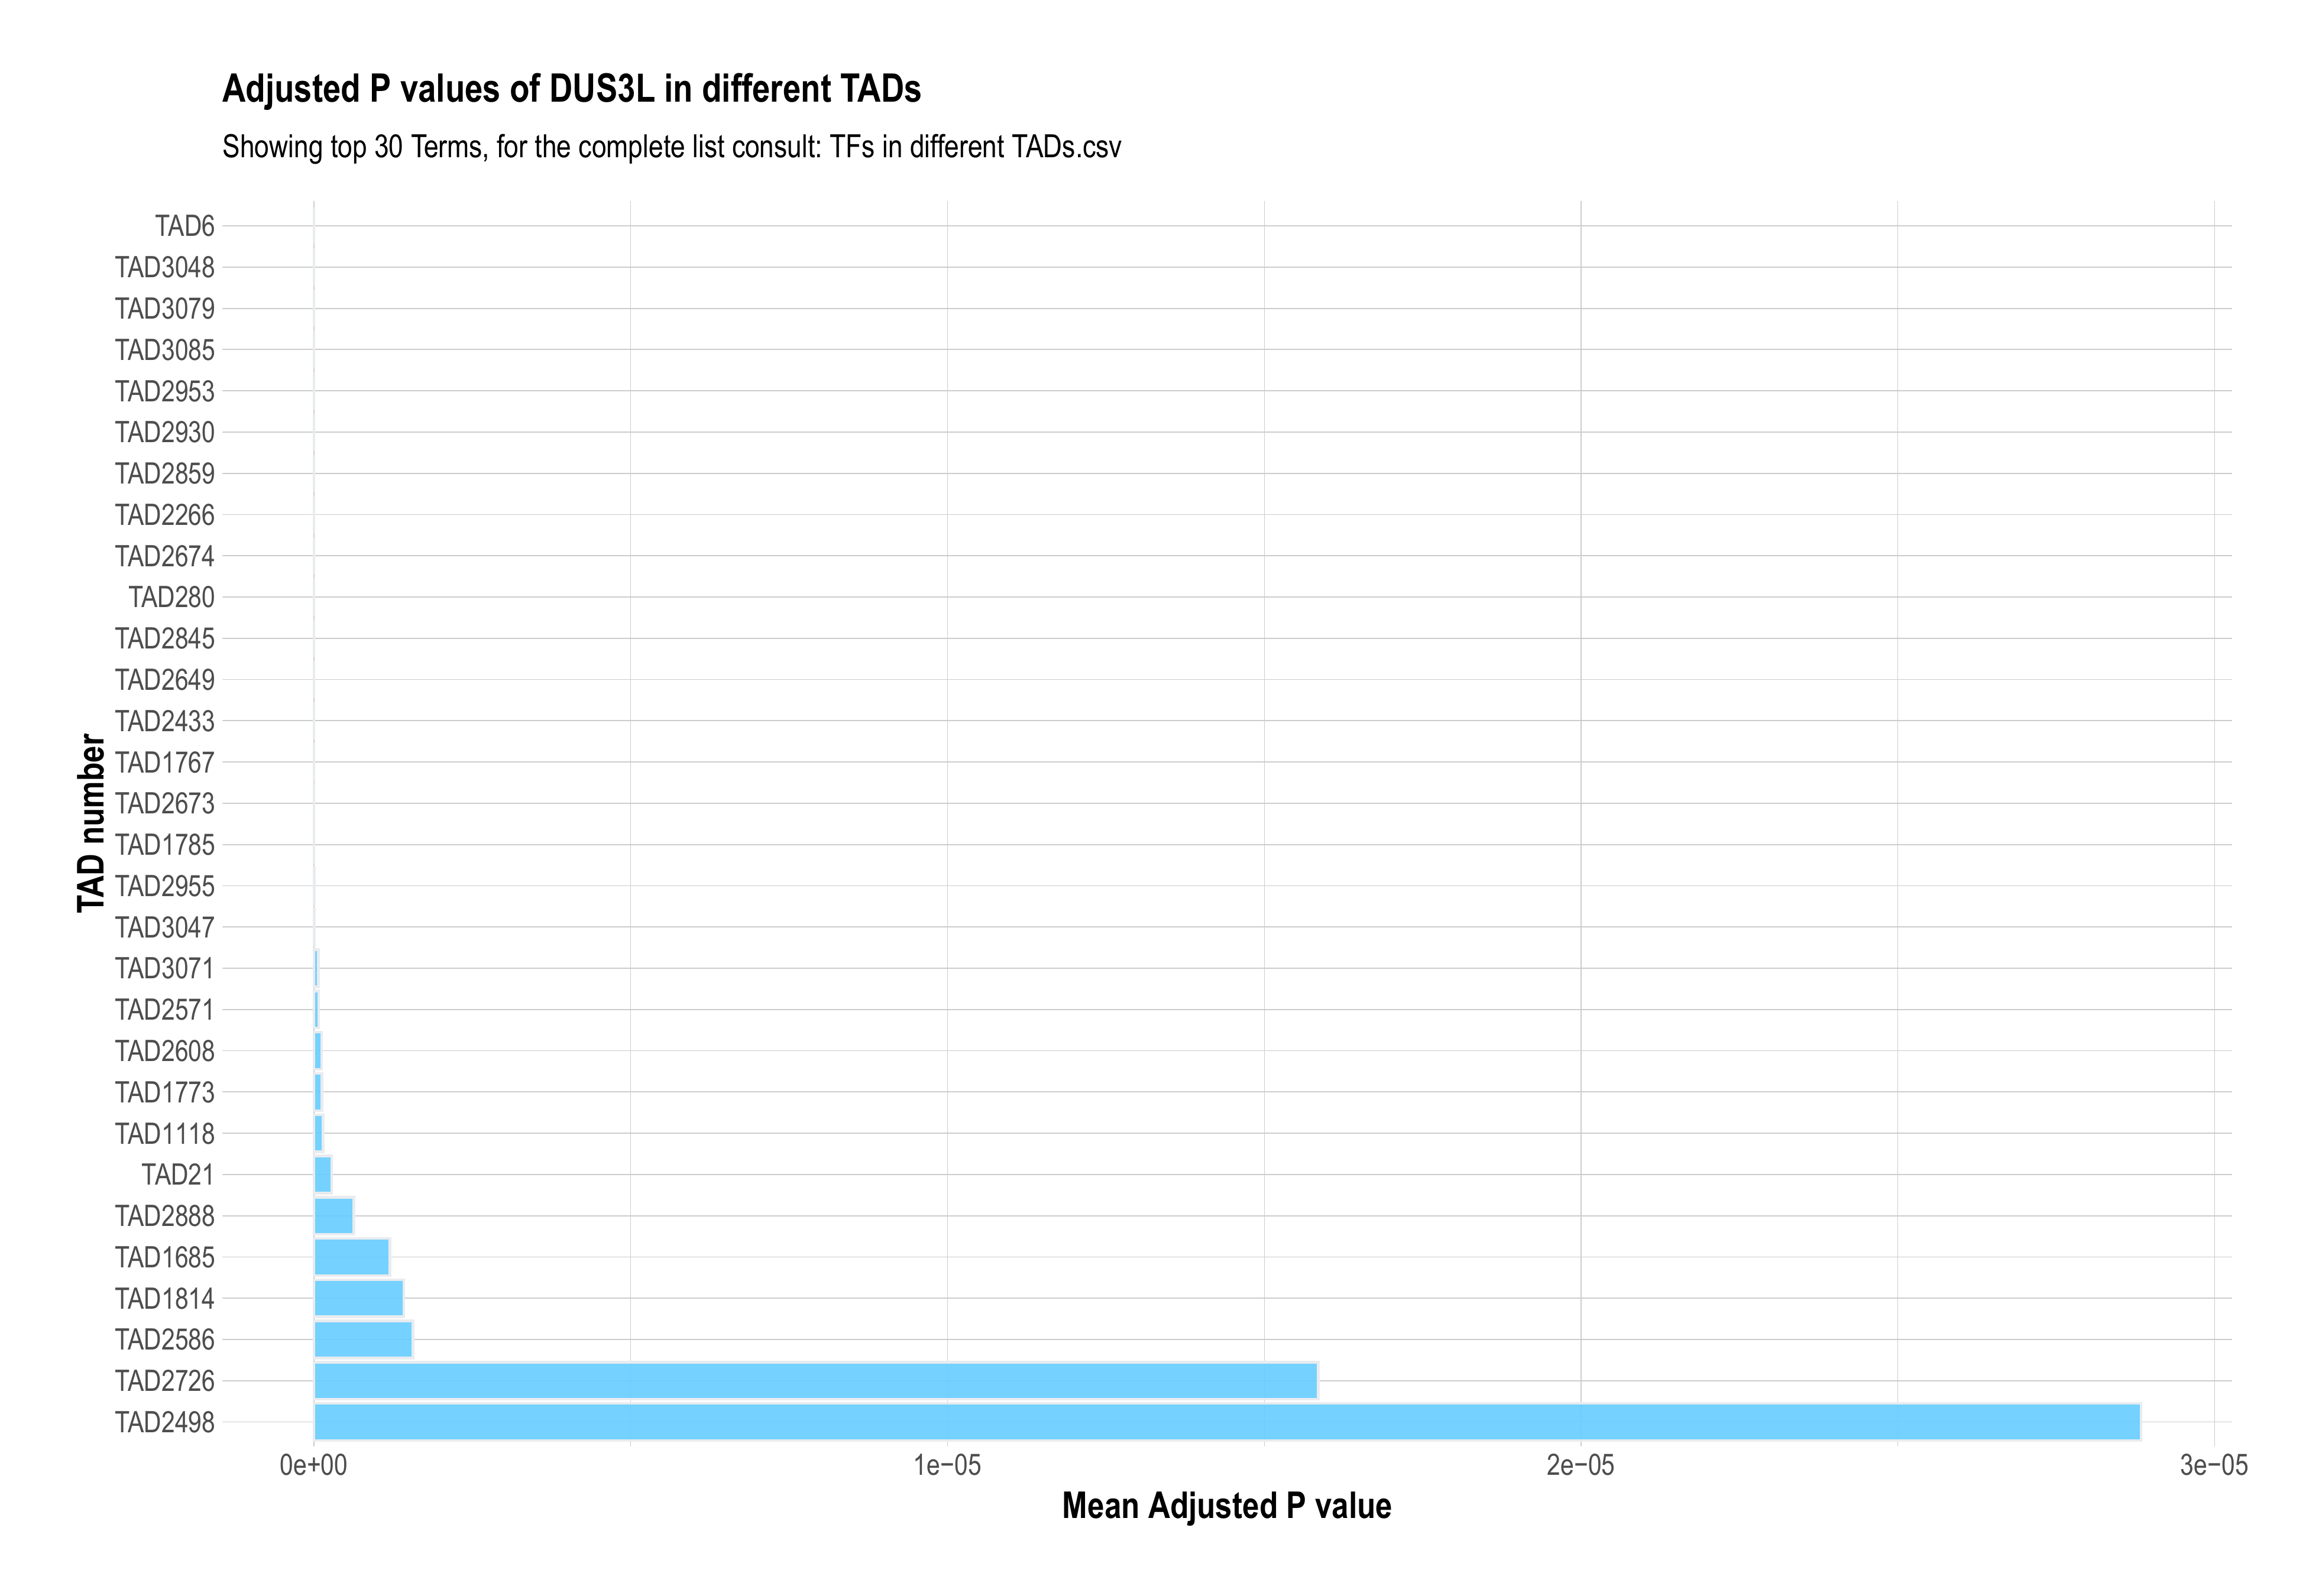 Adjusted P values of DUS3L in different TADs
Showing top 30 Terms, for the complete list consult: TFs in different TADs.csv
TAD number
TAD6
TAD3048
TAD3079
TAD3085
TAD2953
TAD2930
TAD2859
TAD2266
TAD2674
TAD280
TAD2845
TAD2649
TAD2433
TAD1767
TAD2673
TAD1785
TAD2955
TAD3047
TAD3071
TAD2571
TAD2608
TAD1773
TAD1118
TAD21
TAD2888
TAD1685
TAD1814
TAD2586
TAD2726
TAD2498
0e+00 1e−05 2e−05 3e−05
Mean Adjusted P value